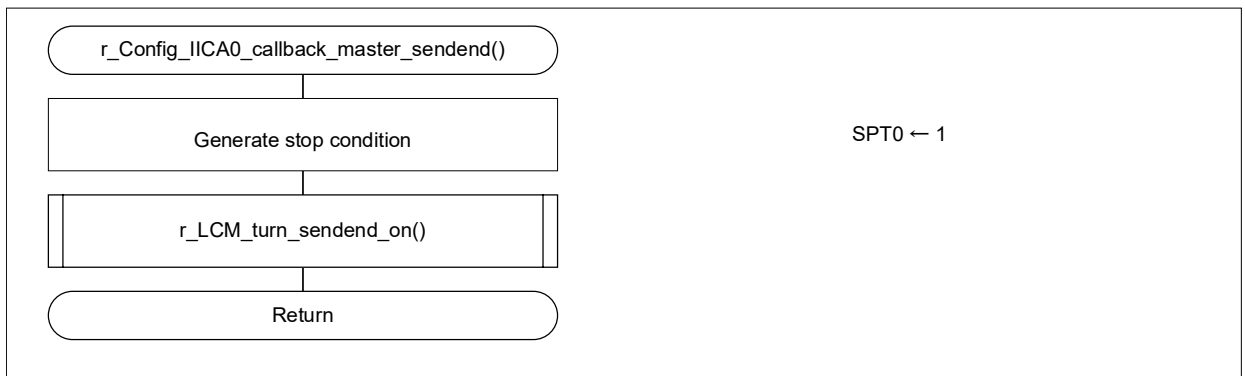 r_Config_IICA0_callback_master_sendend()
Generate stop condition
SPT0 ← 1
r_LCM_turn_sendend_on()
Return